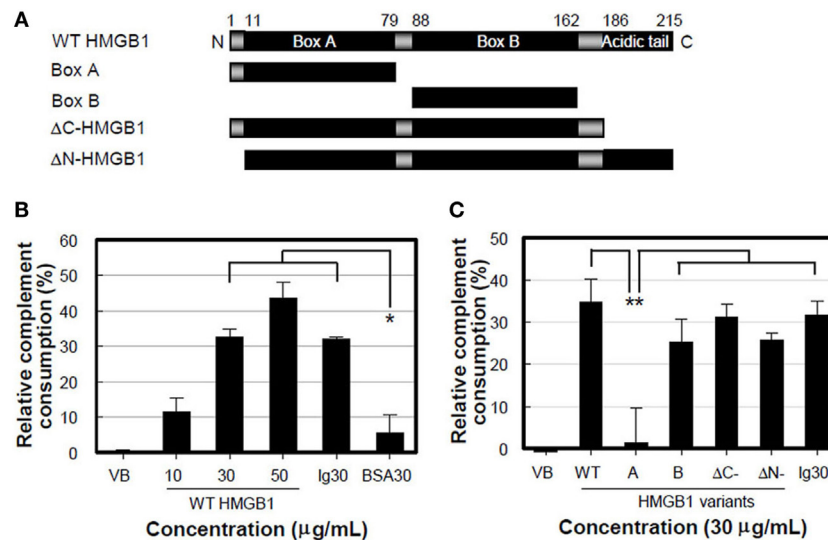 A
1 11 79 88 162 186 215
WT HMGB1 N Box A Box B Acidic tail C
Box A
Box B
ΔC-HMGB1
ΔN-HMGB1
B
Relative complement
consumption (%)
60
50
40
30
20
10
0
*
VB 10 30 50 Ig30 BSA30
WT HMGB1
Concentration (μg/mL)
C
Relative complement
consumption (%)
50
40
30
20
10
0
**
VB WT A B ΔC- ΔN- Ig30
HMGB1 variants
Concentration (30 μg/mL)